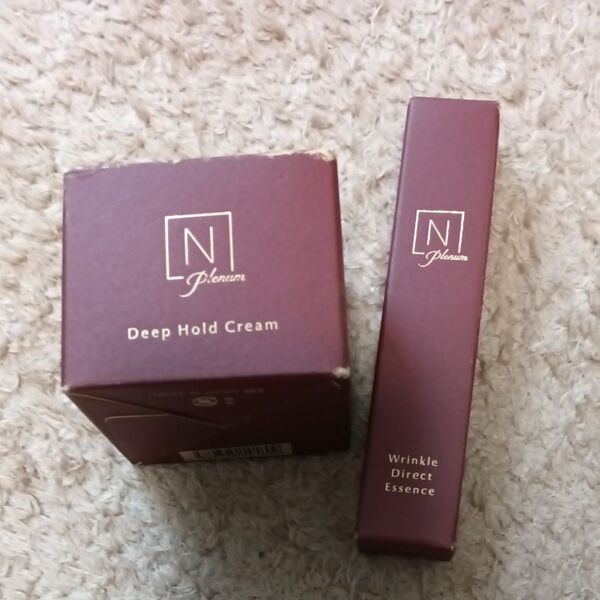 N
Plenum
Deep Hold Cream
N
Plenum
Wrinkle
Direct
Essence